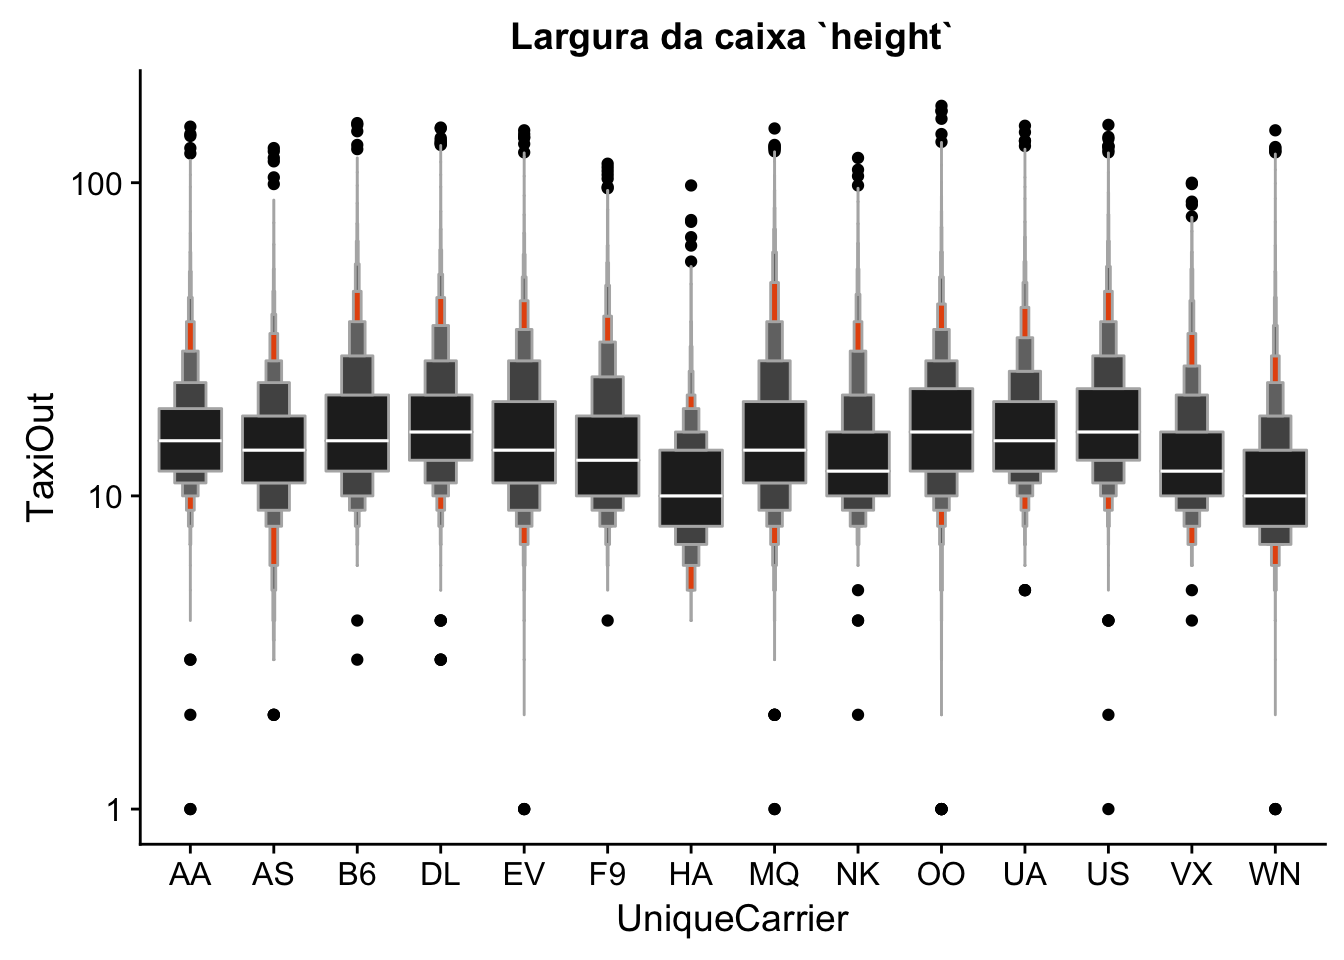 Largura da caixa `height`
100
10
1
TaxiOut
AA AS B6 DL EV F9 HA MQ NK OO UA US VX WN
UniqueCarrier